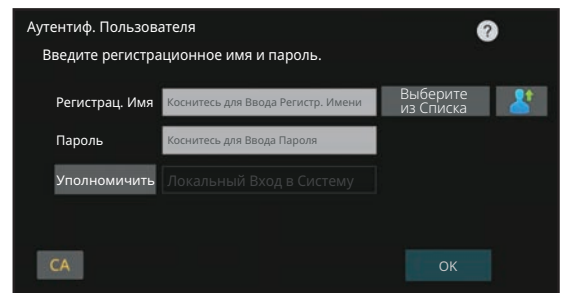 Аутентиф. Пользователя
?
Введите регистрационное имя и пароль.
Регистрац. Имя Коснитесь для Ввода Регистр. Имени Выберите из Списка
Пароль Коснитесь для Ввода Пароля
Уполномичить Локальный Вход в Систему
CA OK